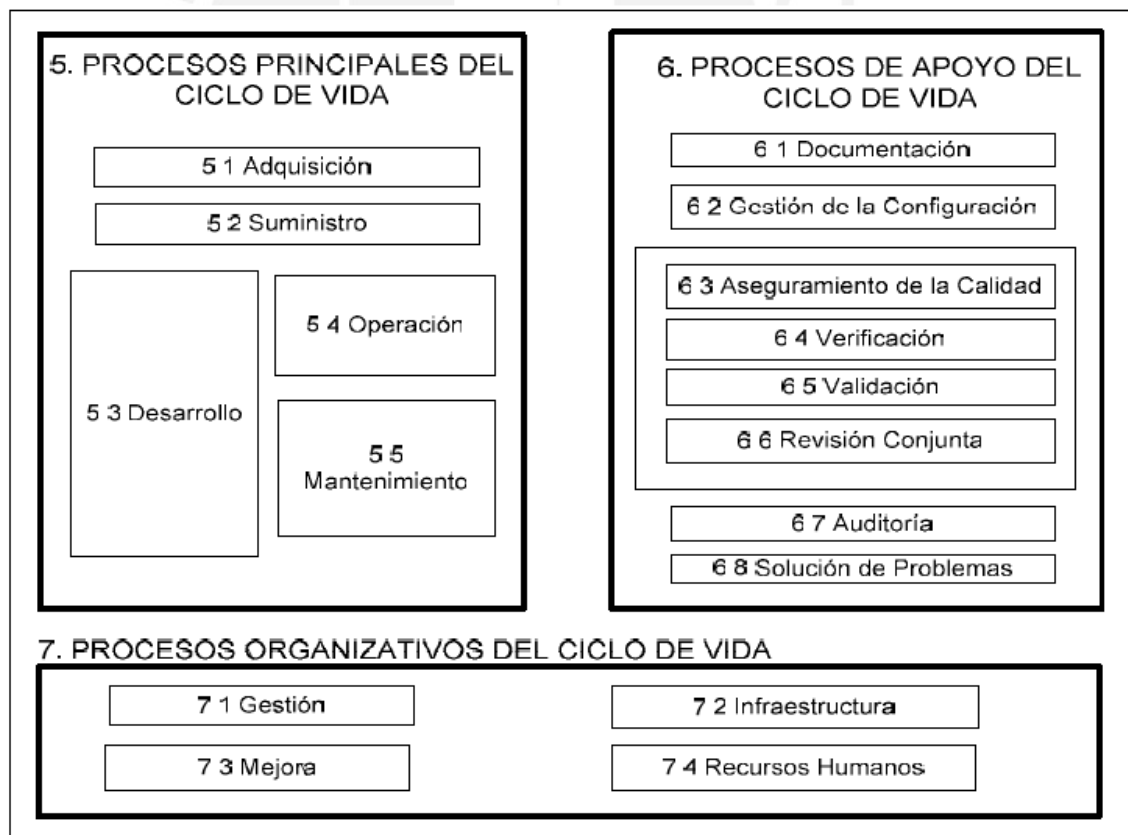 5. PROCESOS PRINCIPALES DEL
CICLO DE VIDA
5 1 Adquisición
5 2 Suministro
5 3 Desarrollo
5 4 Operación
5 5
Mantenimiento
6. PROCESOS DE APOYO DEL
CICLO DE VIDA
6 1 Documentación
6 2 Gestión de la Configuración
6 3 Aseguramiento de la Calidad
6 4 Verificación
6 5 Validación
6 6 Revisión Conjunta
6 7 Auditoría
6 8 Solución de Problemas
7. PROCESOS ORGANIZATIVOS DEL CICLO DE VIDA
7 1 Gestión
7 2 Infraestructura
7 3 Mejora
7 4 Recursos Humanos